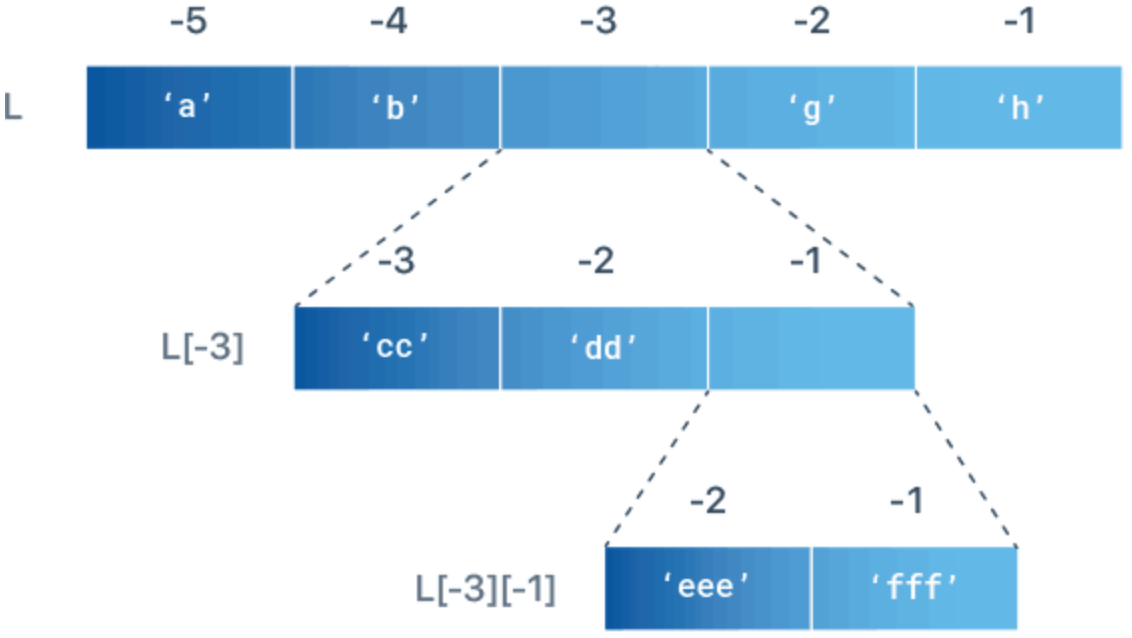 -5 -4 -3 -2 -1
L ‘a’ ‘b’ ‘g’ ‘h’
-3 -2 -1
L[-3] ‘cc’ ‘dd’
-2 -1
L[-3][-1] ‘eee’ ‘fff’